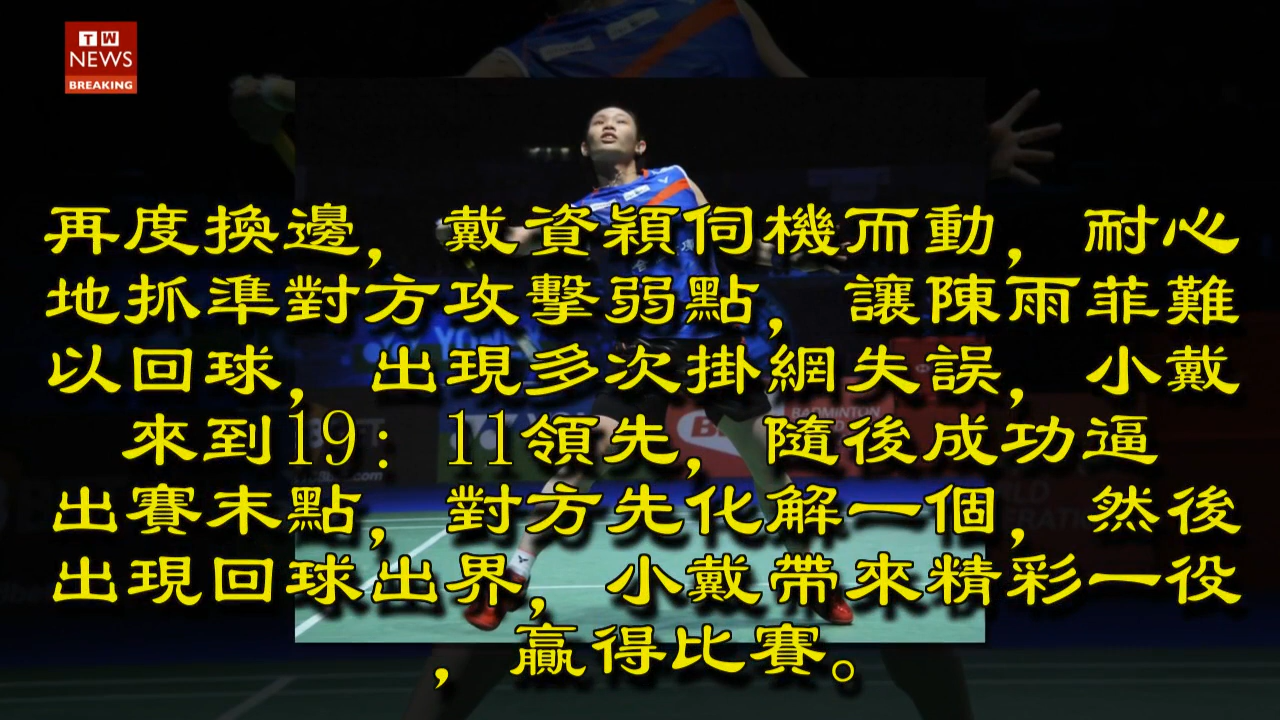 TW
NEWS
BREAKING
再度換邊，戴資穎伺機而動，耐心
地抓準對方攻擊弱點，讓陳雨菲難
以回球，出現多次掛網失誤，小戴
來到19：11領先，隨後成功逼
出賽末點，對方先化解一個，然後
出現回球出界，小戴帶來精彩一役
，贏得比賽。
BADMINTON